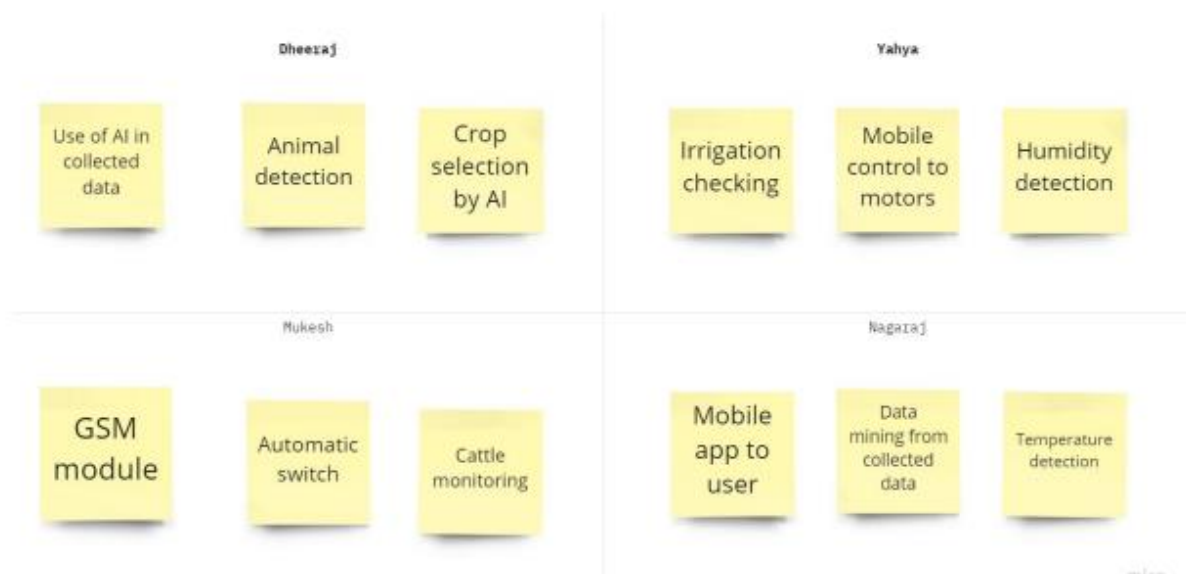 Dheeraj
Use of AI in
collected
data
Animal
detection
Crop
selection
by AI
Yahya
Irrigation
checking
Mobile
control to
motors
Humidity
detection
Mukesh
GSM
module
Automatic
switch
Cattle
monitoring
Nagaraj
Mobile
app to
user
Data
mining from
collected
data
Temperature
detection